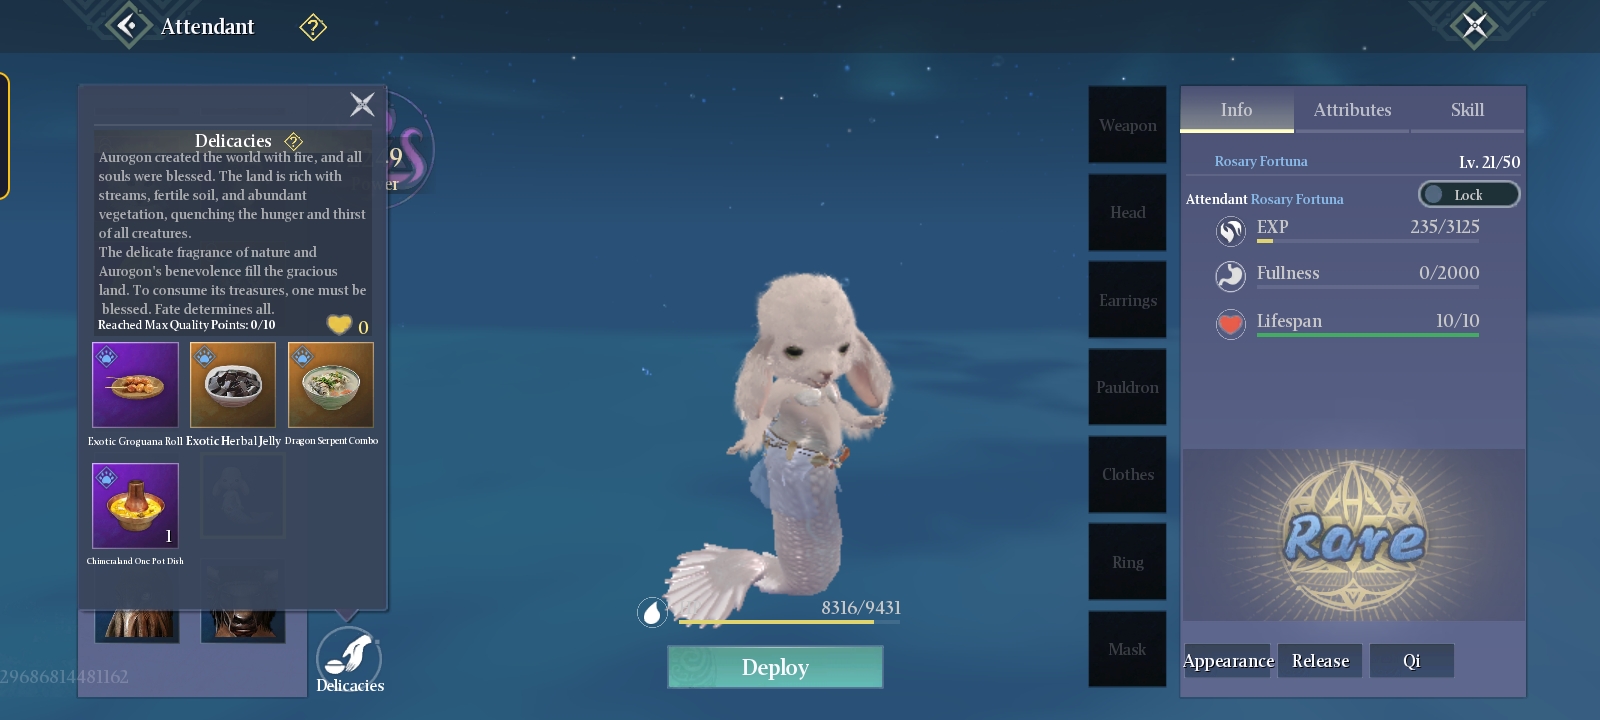 Attendant
?
Delicacies ?
Aurogon created the world with fire, and all
souls were blessed. The land is rich with
streams, fertile soil, and abundant
vegetation, quenching the hunger and thirst
of all creatures.
The delicate fragrance of nature and
Aurogon's benevolence fill the gracious
land. To consume its treasures, one must be
blessed. Fate determines all.
Reached Max Quality Points: 0/10
0
Exotic Groguana Roll
Exotic Herbal Jelly
Dragon Serpent Combo
1
Chimeraland One Pot Dish
Delicacies
29686814481162
8316/9431
Deploy
Weapon
Head
Earrings
Pauldron
Clothes
Ring
Mask
Info
Attributes
Skill
Rosary Fortuna
Lv. 21/50
Attendant Rosary Fortuna
Lock
EXP
235/3125
Fullness
0/2000
Lifespan
10/10
Rare
Appearance
Release
Qi